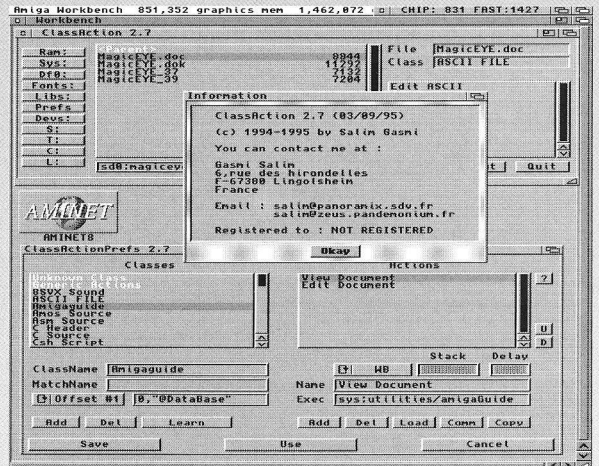 Amiga Workbench 851,352 graphics mem 1,462,072 CHIP: 831 FAST:1427
Workbench
ClassAction 2.7
Ram:
Sys:
Df0:
Fonts:
Libs:
Prefs
Devs:
S:
T:
C:
L:
<Parent>
MagicEYE.doc 9844
MagicEYE.dok 11292
MagicEYE_37 7132
MagicEYE_39 7204
sd0:magiceye
File MagicEYE.doc
Class ASCII FILE
Edit ASCII
Quit
Information
ClassAction 2.7 (03/09/95)
(c) 1994-1995 by Salim Gasmi
You can contact me at :
Gasmi Salim
6,rue des hirondelles
F-67380 Lingolsheim
France
Email : salim@panoramix.sdv.fr
salim@zeus.pandemonium.fr
Registered to : NOT REGISTERED
Okay
AMINET
AMINET8
ClassActionPrefs 2.7
Classes
Unknown Class
Generic Actions
8SVX Sound
ASCII FILE
Amigaguide
Amos Source
Asm Source
C Header
C Source
Csh Script
ClassName Amigaguide
MatchName
Offset #1 0,"@DataBase"
Add Del Learn
Actions
View Document
Edit Document
?
U
D
Stack Delay
WB
Name View Document
Exec sys:utilities/amigaGuide
Add Del Load Comm Copy
Save Use Cancel